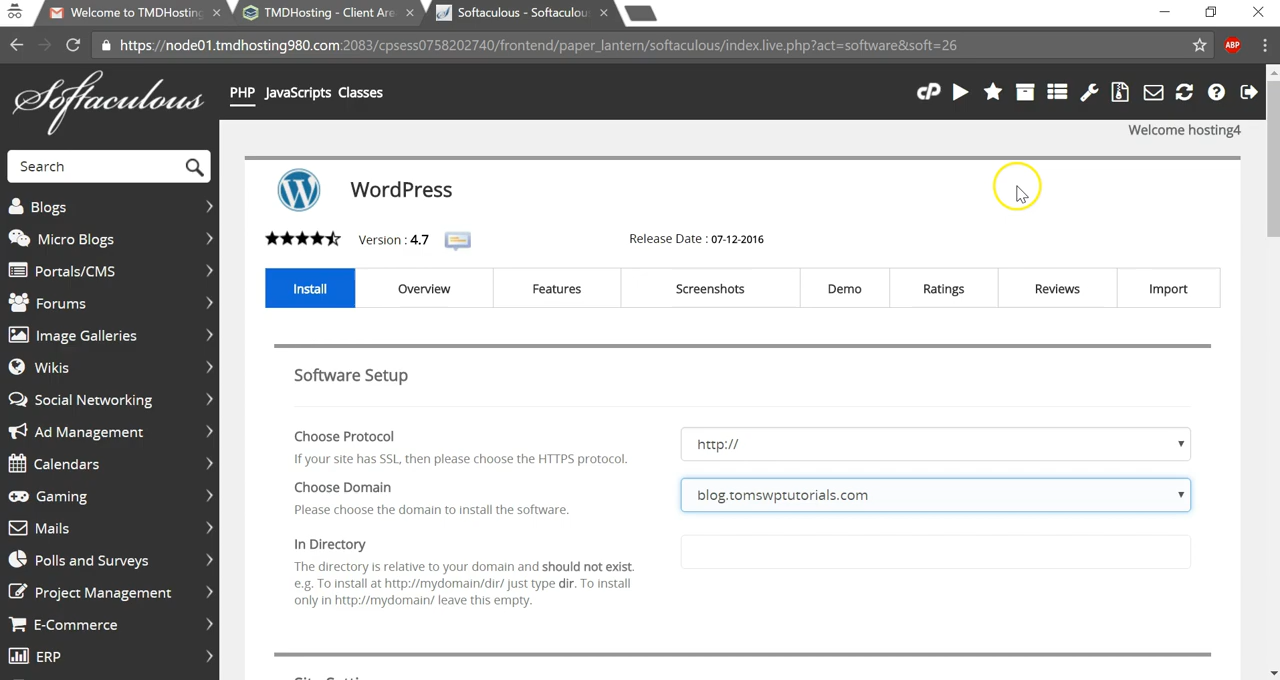 Welcome to TMDHosting
TMDHosting - Client Are
Softaculous - Softaculou
https://node01.tmdhosting980.com:2083/cpsess0758202740/frontend/paper_lantern/softaculous/index.live.php?act=software&soft=26
ABP
Softaculous
PHP JavaScripts Classes
cP
Welcome hosting4
Search
WordPress
Version : 4.7
Release Date : 07-12-2016
Install Overview Features Screenshots Demo Ratings Reviews Import
Blogs
Micro Blogs
Portals/CMS
Forums
Image Galleries
Wikis
Social Networking
Ad Management
Calendars
Gaming
Mails
Polls and Surveys
Project Management
E-Commerce
ERP
Software Setup
Choose Protocol
If your site has SSL, then please choose the HTTPS protocol.
http://
Choose Domain
Please choose the domain to install the software.
blog.tomswptutorials.com
In Directory
The directory is relative to your domain and should not exist.
e.g. To install at http://mydomain/dir/ just type dir. To install
only in http://mydomain/ leave this empty.